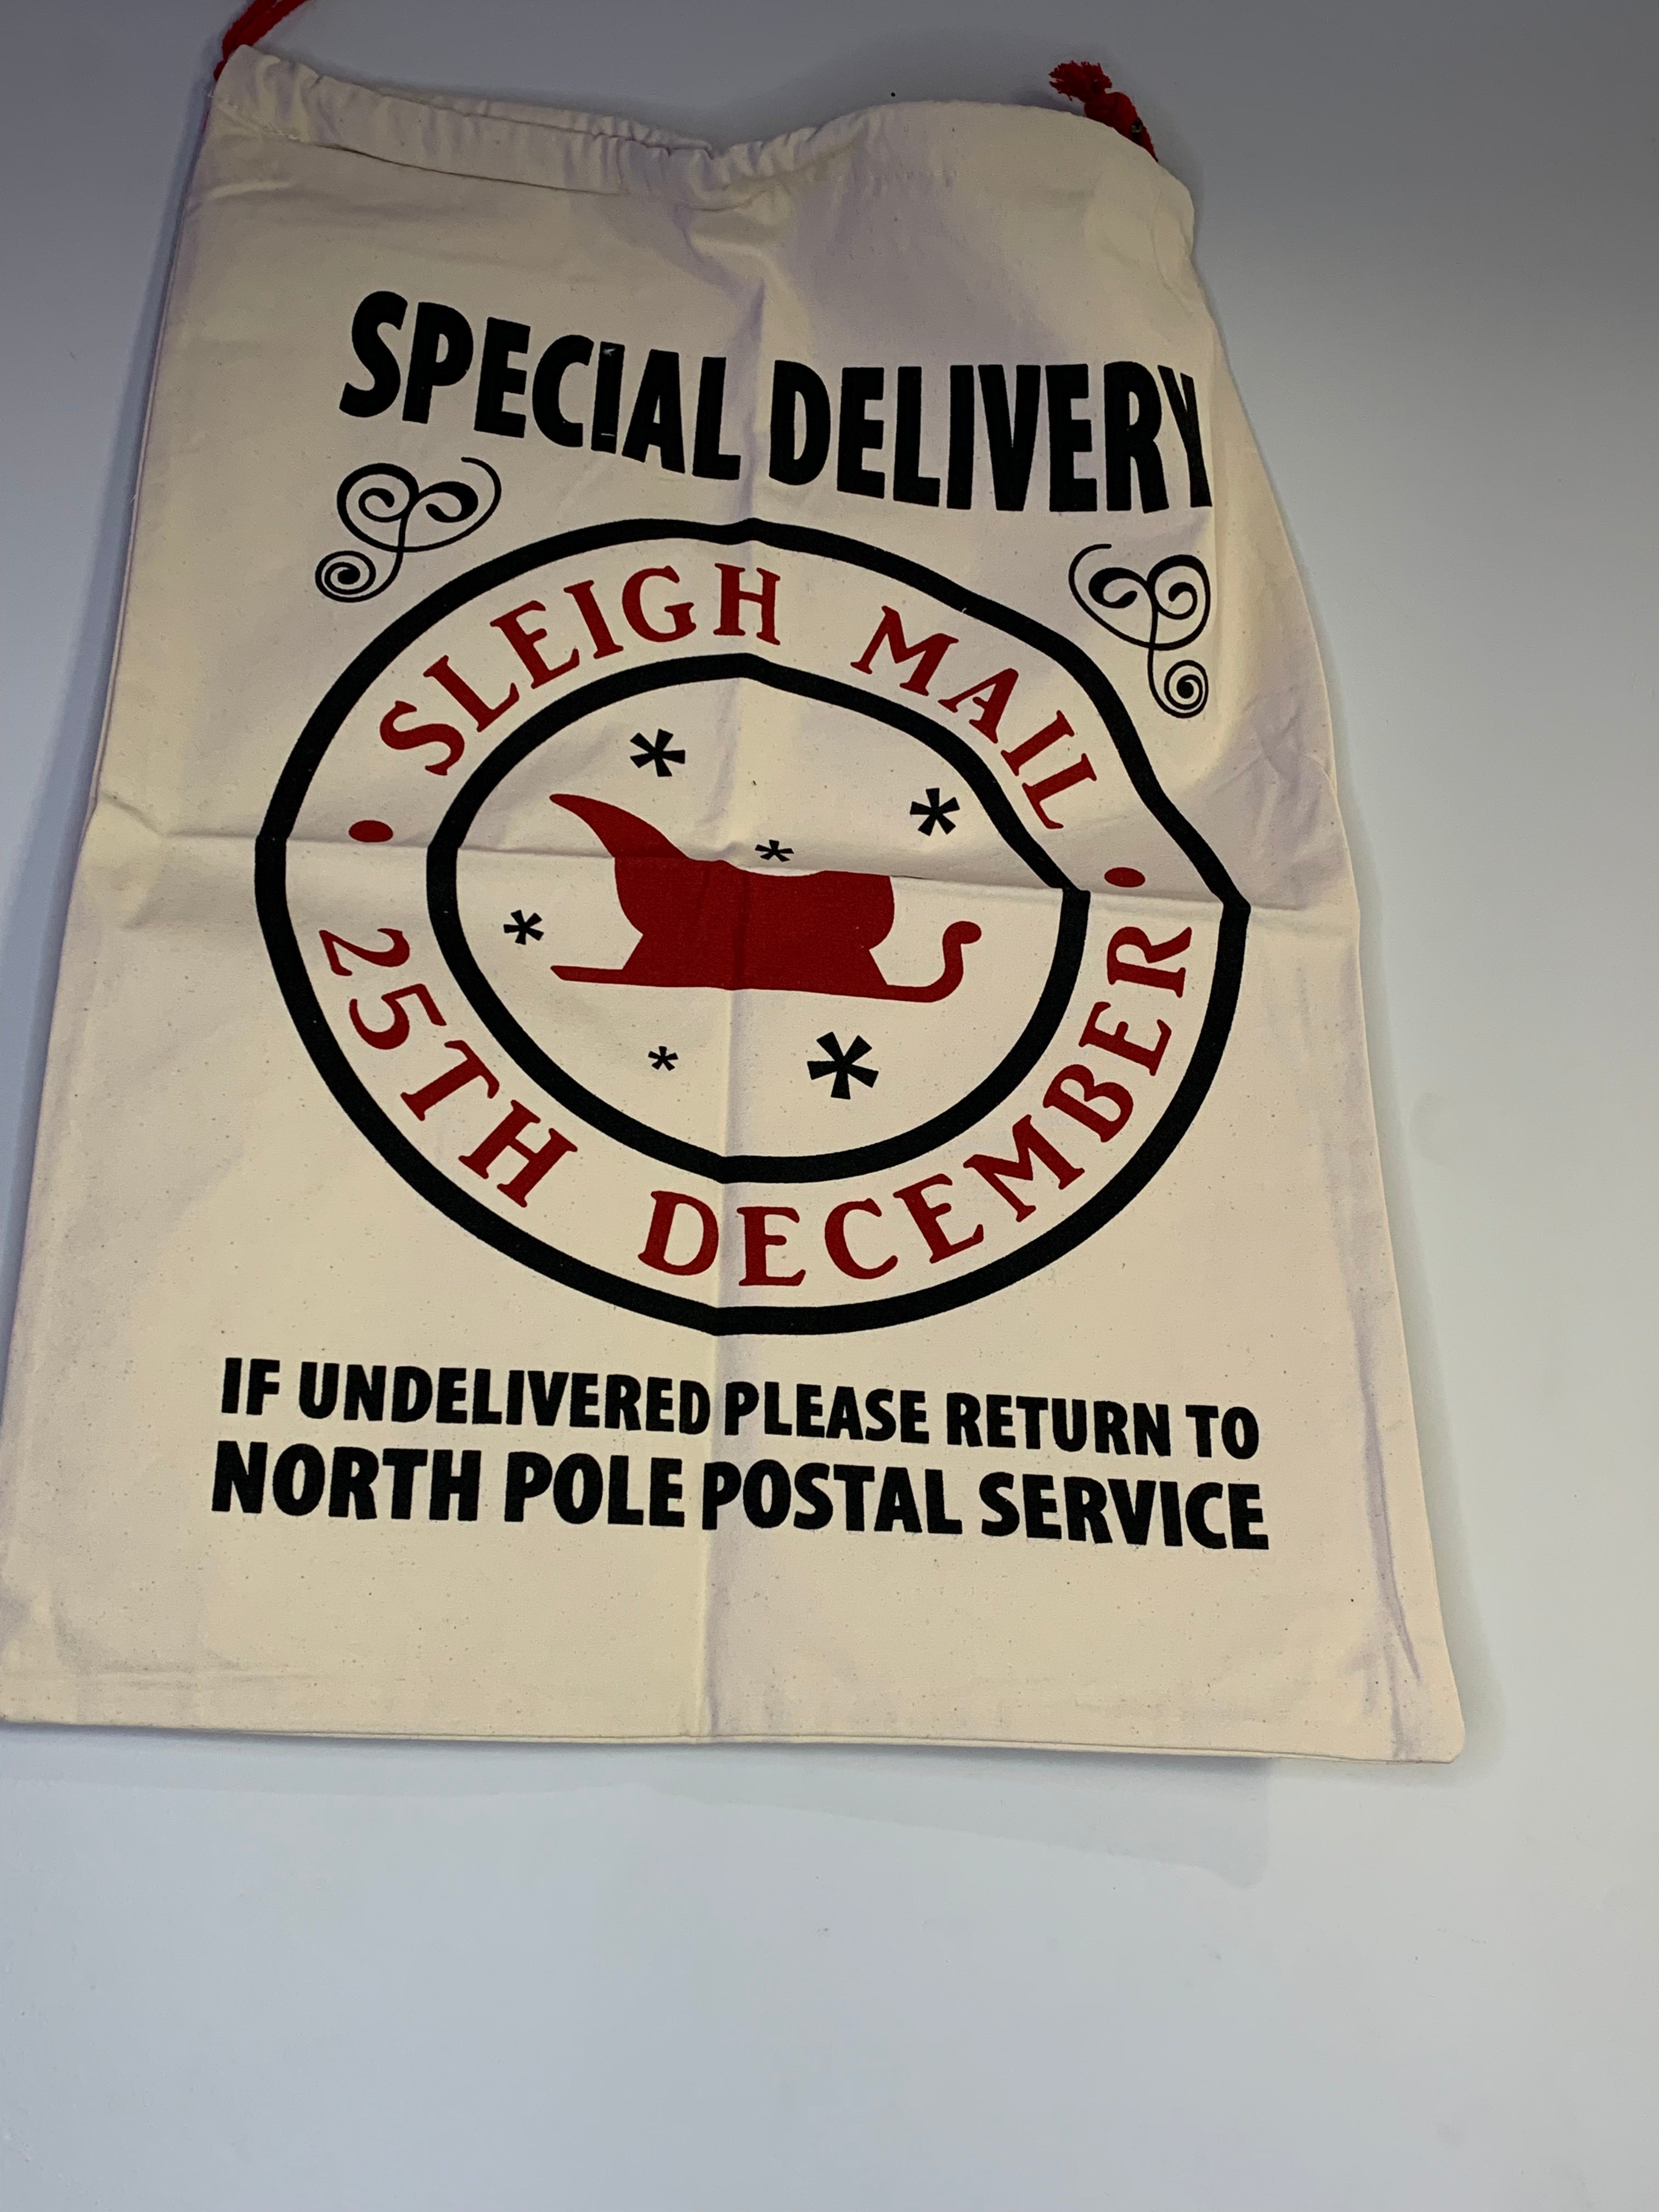 SPECIAL DELIVERY
SLEIGH MAIL
25TH DECEMBER
IF UNDELIVERED PLEASE RETURN TO
NORTH POLE POSTAL SERVICE